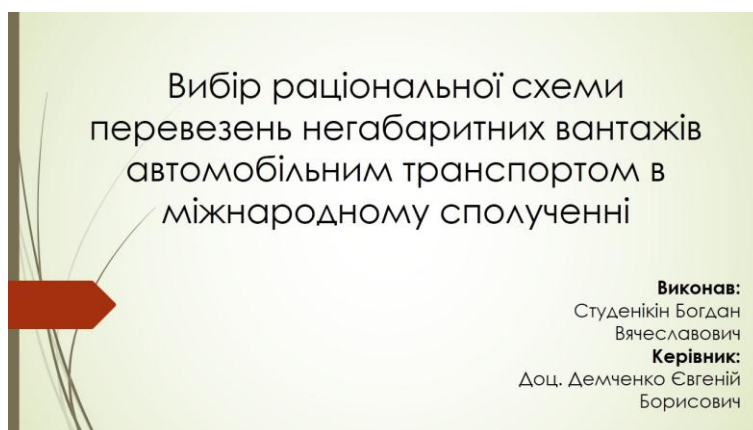 Вибір раціональної схеми
перевезень негабаритних вантажів
автомобільним транспортом в
міжнародному сполученні
Виконав:
Студенікін Богдан
Вячеславович
Керівник:
Доц. Демченко Євгеній
Борисович